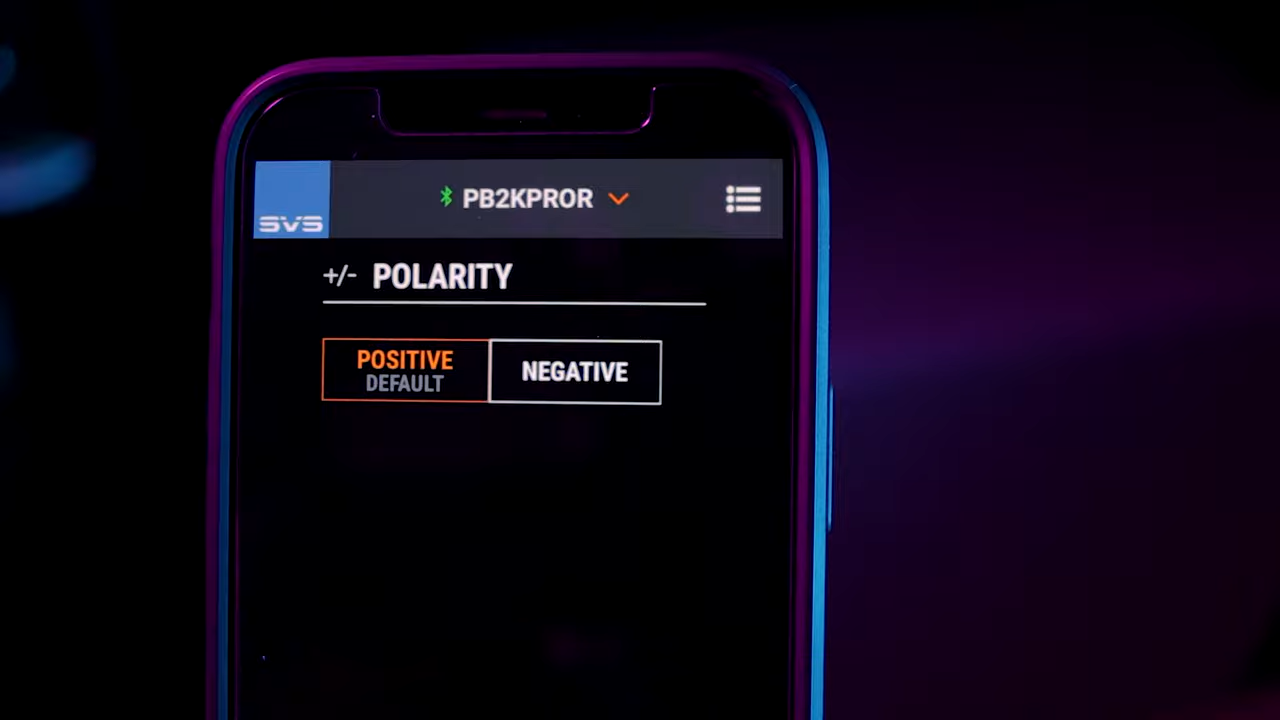 SVS
PB2KPROR
+/- POLARITY
POSITIVE
DEFAULT
NEGATIVE